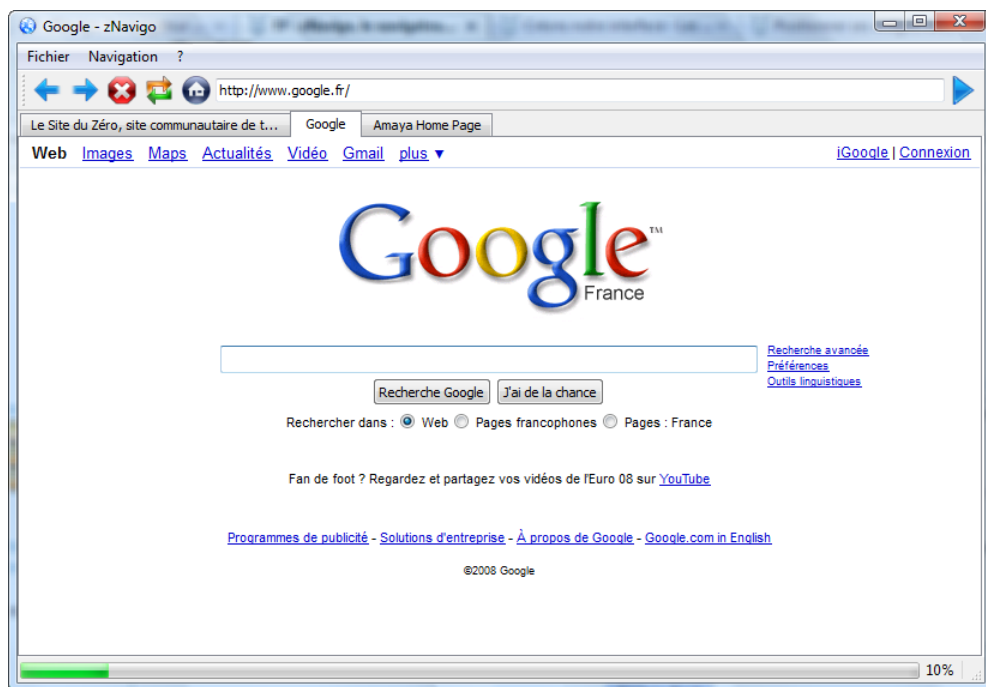 Google - zNavigo
Fichier Navigation ?
http://www.google.fr/
Le Site du Zéro, site communautaire de t... Google Amaya Home Page
Web Images Maps Actualités Vidéo Gmail plus ▼ iGoogle | Connexion
Google™
France
Recherche avancée
Préférences
Outils linguistiques
Recherche Google J'ai de la chance
Rechercher dans : Web Pages francophones Pages : France
Fan de foot ? Regardez et partagez vos vidéos de l'Euro 08 sur YouTube
Programmes de publicité - Solutions d'entreprise - À propos de Google - Google.com in English
©2008 Google
10%